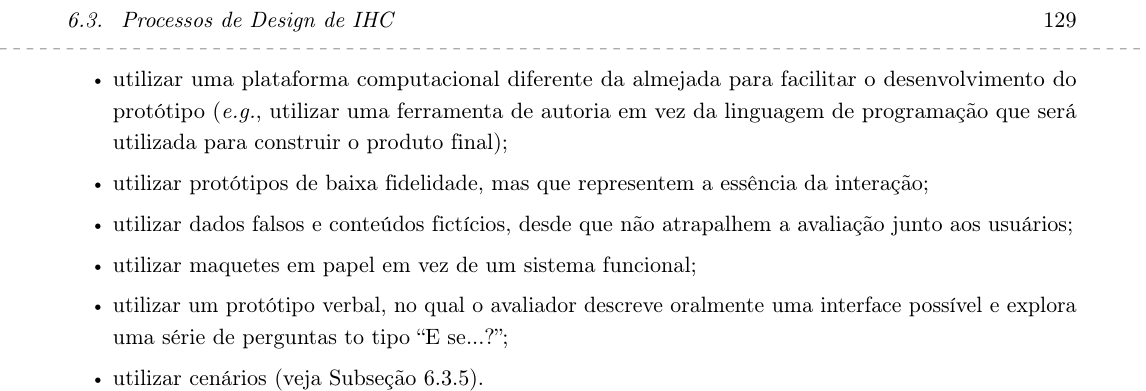 6.3. Processos de Design de IHC 129
• utilizar uma plataforma computacional diferente da almejada para facilitar o desenvolvimento do
protótipo (e.g., utilizar uma ferramenta de autoria em vez da linguagem de programação que será
utilizada para construir o produto final);
• utilizar protótipos de baixa fidelidade, mas que representem a essência da interação;
• utilizar dados falsos e conteúdos fictícios, desde que não atrapalhem a avaliação junto aos usuários;
• utilizar maquetes em papel em vez de um sistema funcional;
• utilizar um protótipo verbal, no qual o avaliador descreve oralmente uma interface possível e explora
uma série de perguntas to tipo “E se...?”;
• utilizar cenários (veja Subseção 6.3.5).